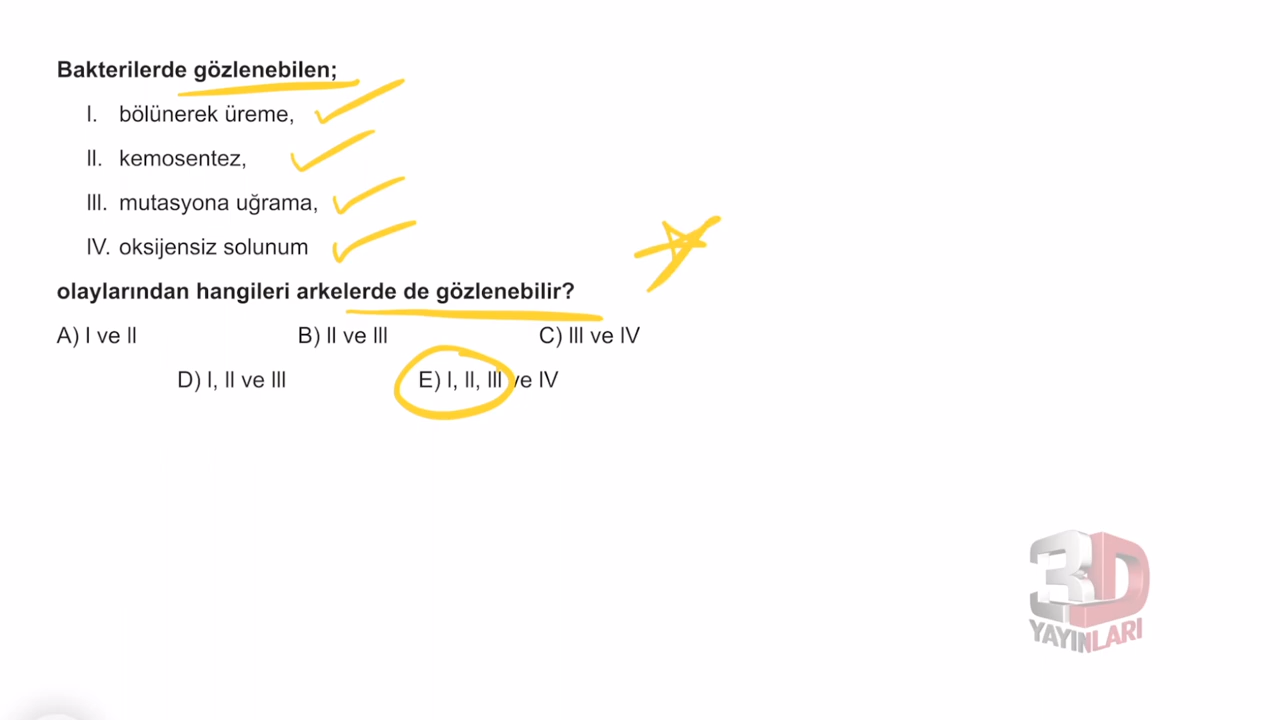 Bakterilerde gözlenebilen;
I. bölünerek üreme,
II. kemosentez,
III. mutasyona uğrama,
IV. oksijensiz solunum
olaylarından hangileri arkelerde de gözlenebilir?
A) I ve II B) II ve III C) III ve IV
D) I, II ve III E) I, II, III ve IV
3D
YAYINLARI